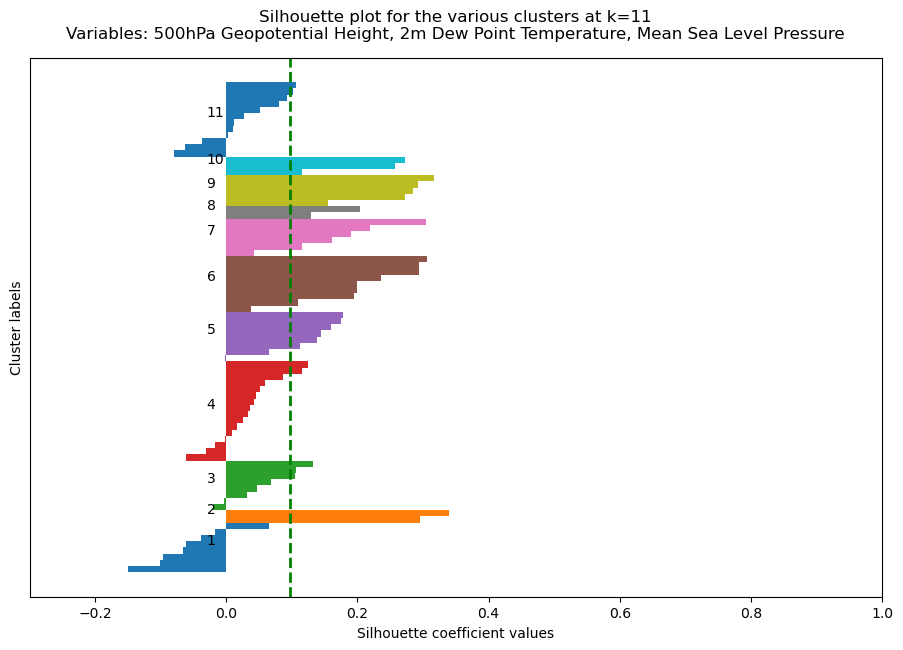 Silhouette plot for the various clusters at k=11
Variables: 500hPa Geopotential Height, 2m Dew Point Temperature, Mean Sea Level Pressure
Cluster labels
11
10
9
8
7
6
5
4
3
2
1
−0.2 0.0 0.2 0.4 0.6 0.8 1.0
Silhouette coefficient values